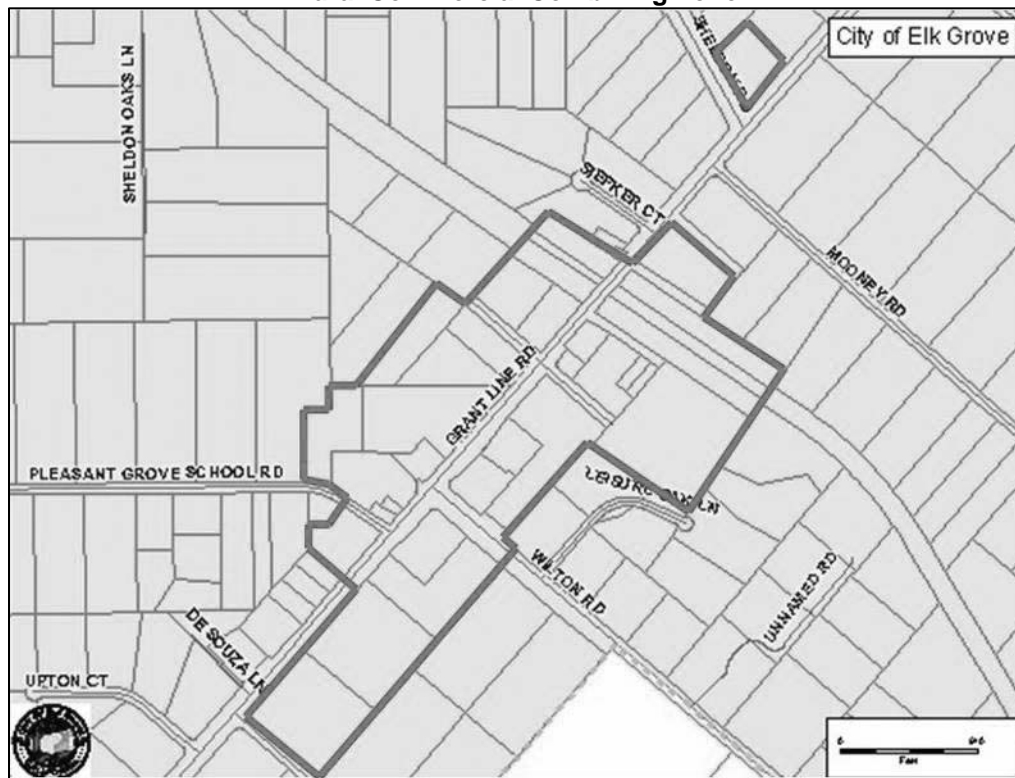 City of Elk Grove
SHELDON OAKS LN
SIEPKER CT
MOONEY RD
GRANT LINE RD
PLEASANT GROVE SCHOOL RD
WILTON RD
UNNAMED RD
DE SOUZA LN
UPTON CT